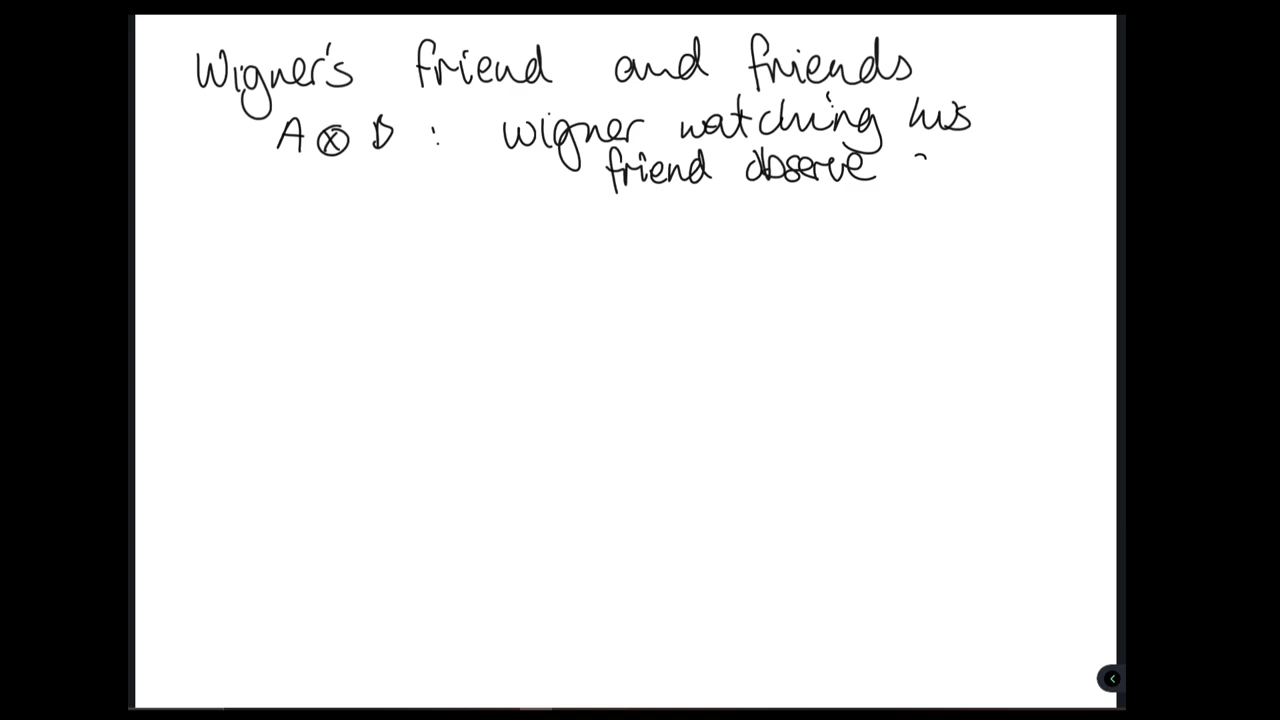 Wigner's friend and friends
A ⊗ B : wigner watching his
friend observe